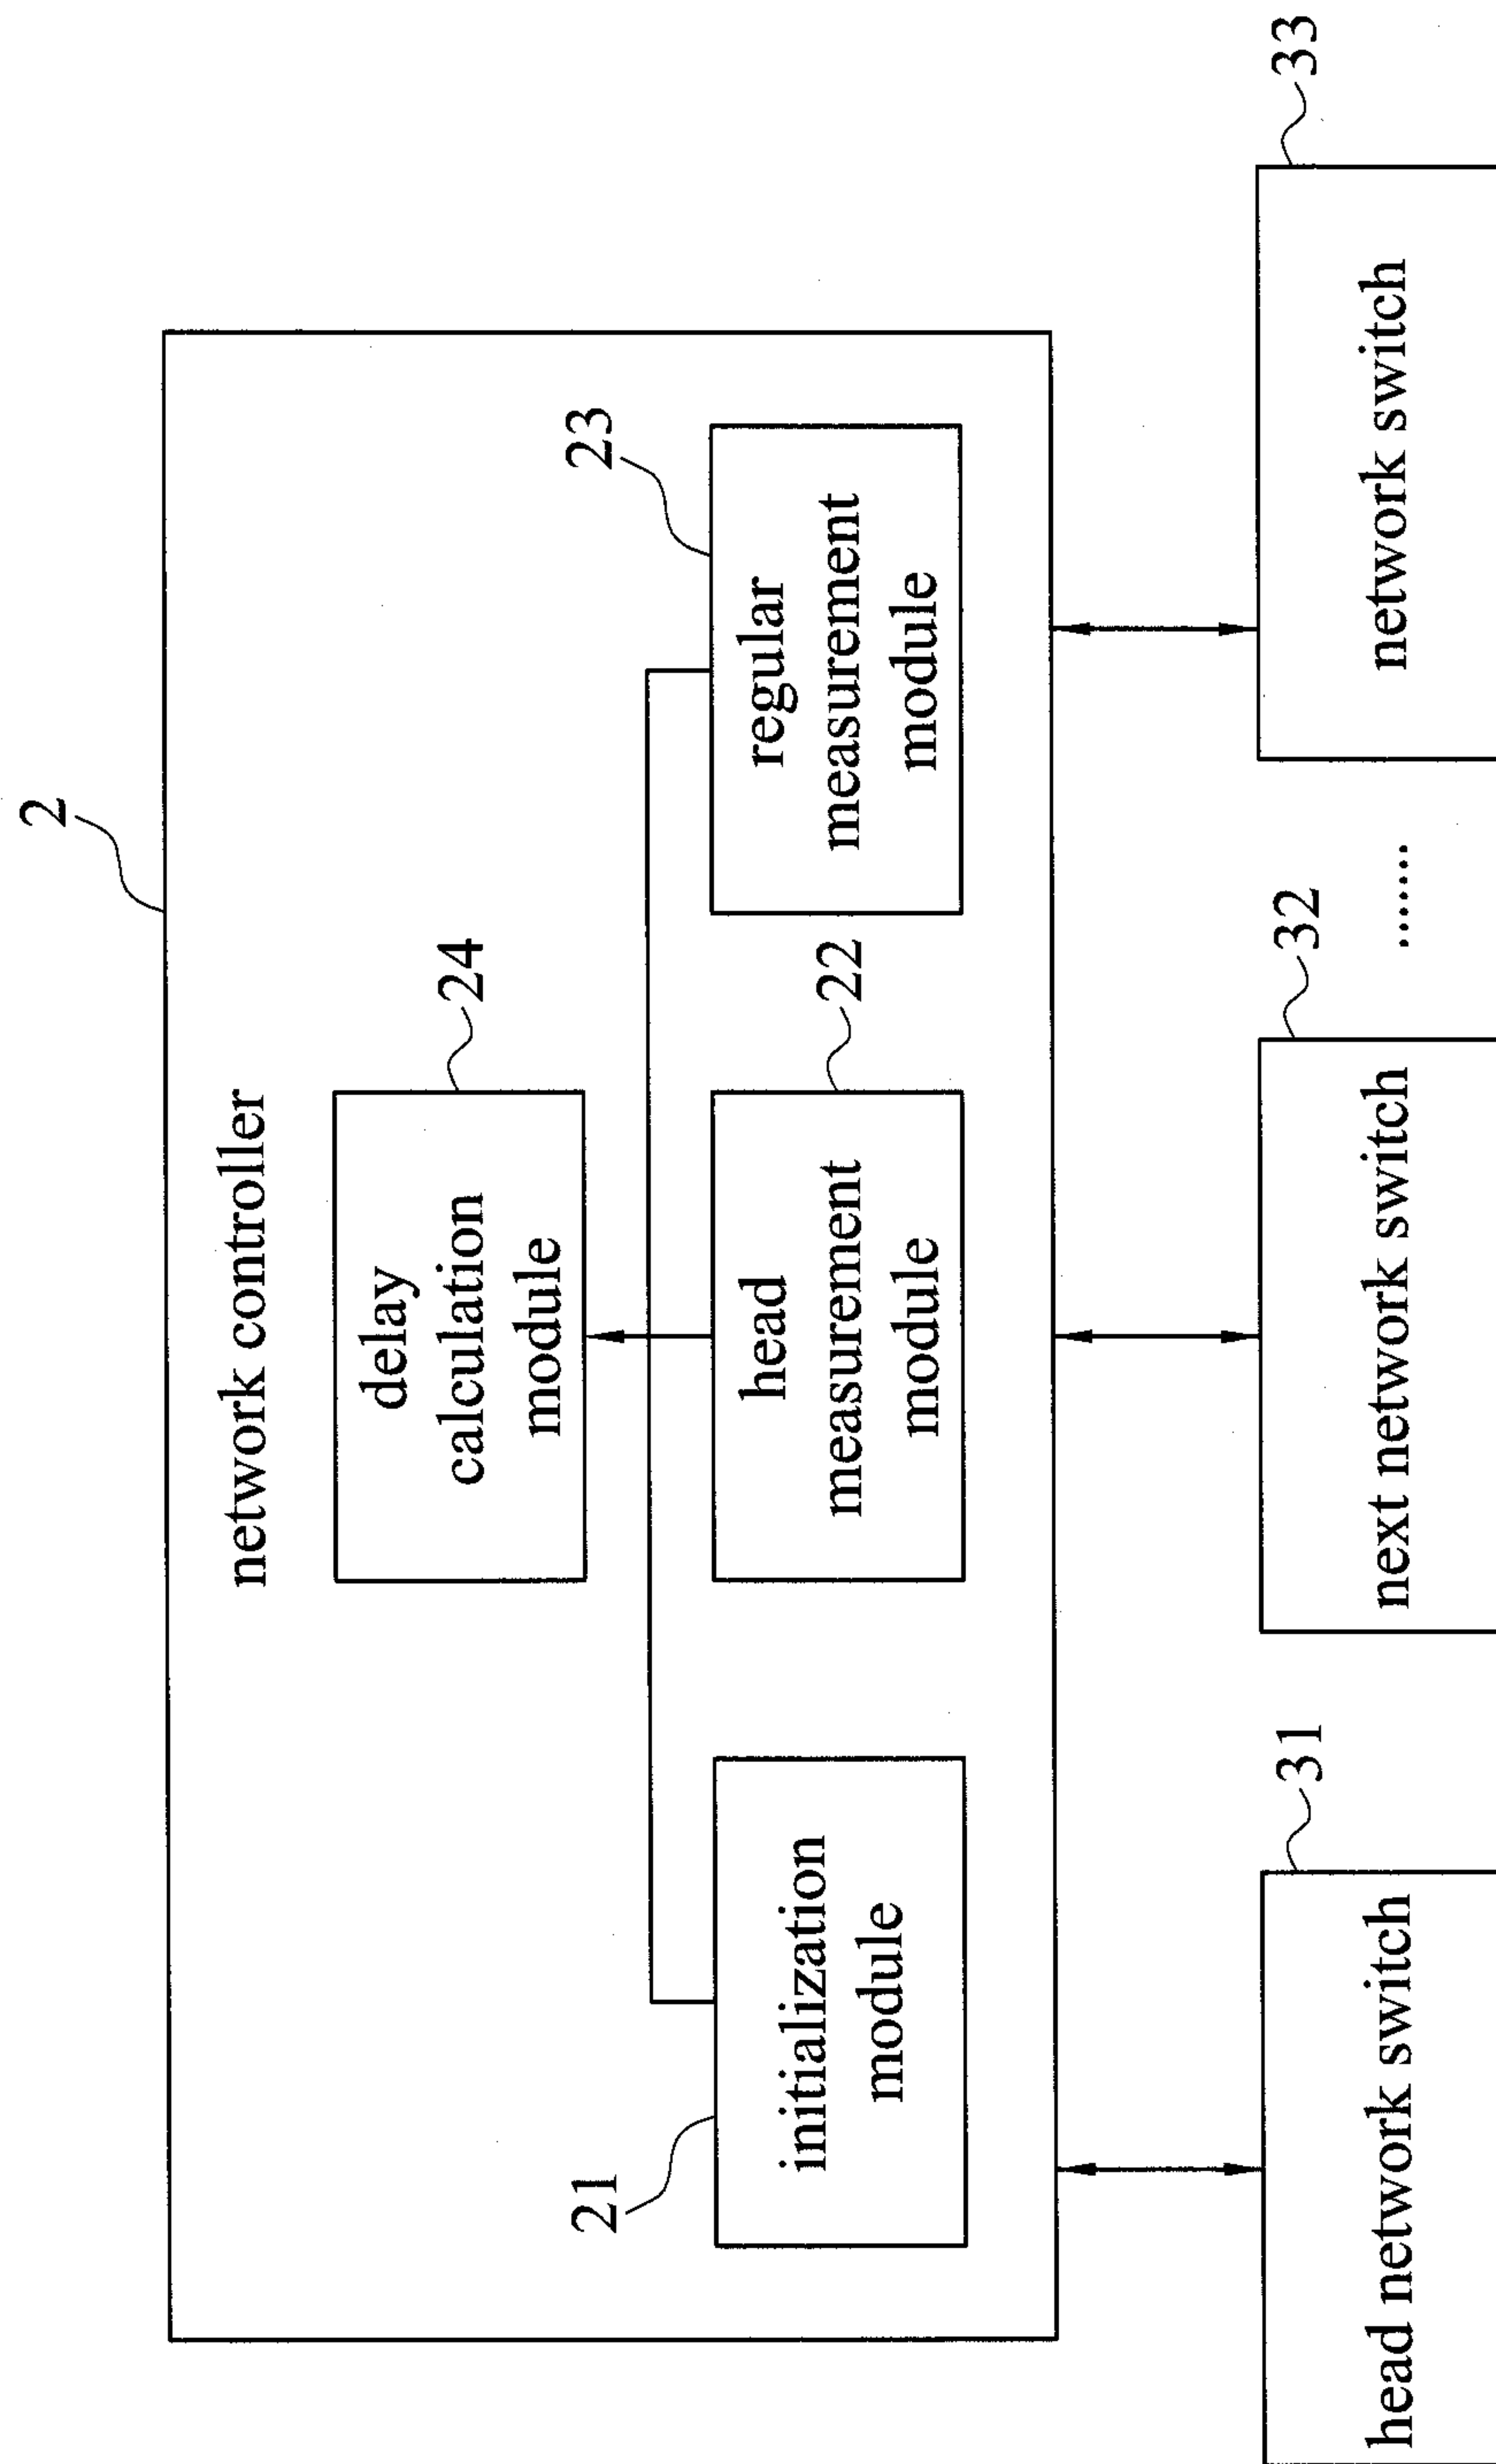 2
network controller
24
delay
calculation
module
21
initialization
module
22
head
measurement
module
23
regular
measurement
module
31
head network switch
32
next network switch
.......
33
network switch